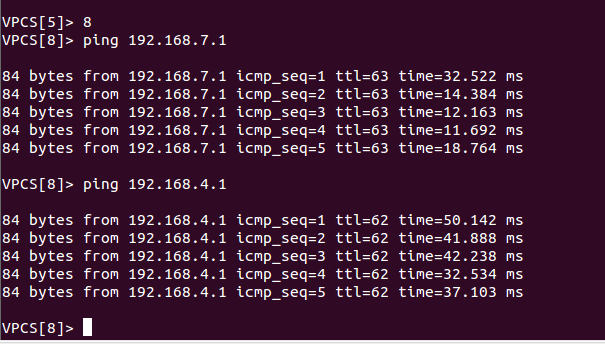 VPCS[5]> 8
VPCS[8]> ping 192.168.7.1
84 bytes from 192.168.7.1 icmp_seq=1 ttl=63 time=32.522 ms
84 bytes from 192.168.7.1 icmp_seq=2 ttl=63 time=14.384 ms
84 bytes from 192.168.7.1 icmp_seq=3 ttl=63 time=12.163 ms
84 bytes from 192.168.7.1 icmp_seq=4 ttl=63 time=11.692 ms
84 bytes from 192.168.7.1 icmp_seq=5 ttl=63 time=18.764 ms
VPCS[8]> ping 192.168.4.1
84 bytes from 192.168.4.1 icmp_seq=1 ttl=62 time=50.142 ms
84 bytes from 192.168.4.1 icmp_seq=2 ttl=62 time=41.888 ms
84 bytes from 192.168.4.1 icmp_seq=3 ttl=62 time=42.238 ms
84 bytes from 192.168.4.1 icmp_seq=4 ttl=62 time=32.534 ms
84 bytes from 192.168.4.1 icmp_seq=5 ttl=62 time=37.103 ms
VPCS[8]>